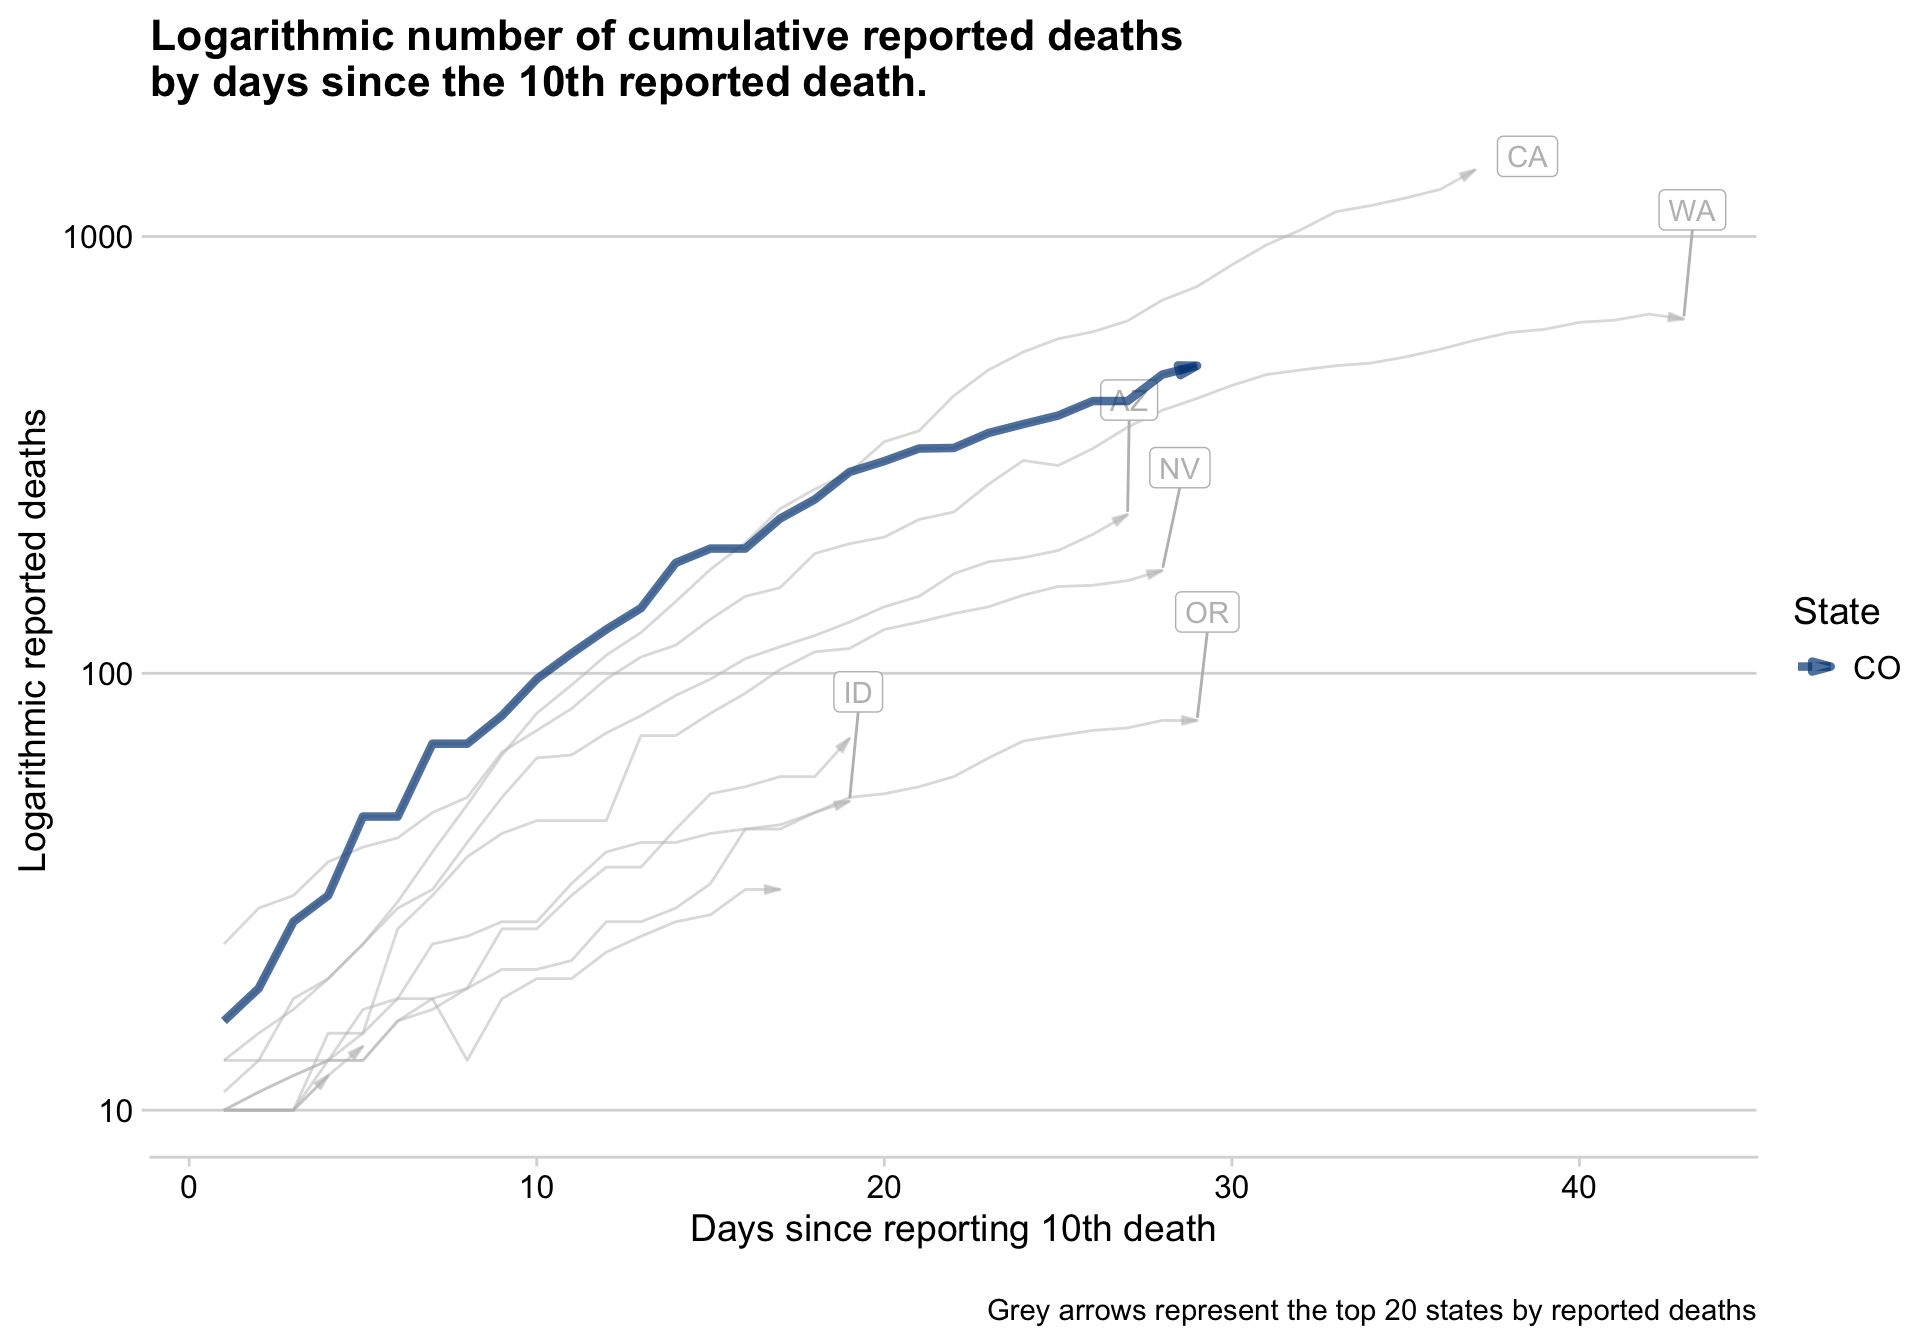 Logarithmic number of cumulative reported deaths
by days since the 10th reported death.
CA
WA
1000
AZ
NV
OR
State
CO
100
ID
10
Logarithmic reported deaths
0 10 20 30 40
Days since reporting 10th death
Grey arrows represent the top 20 states by reported deaths